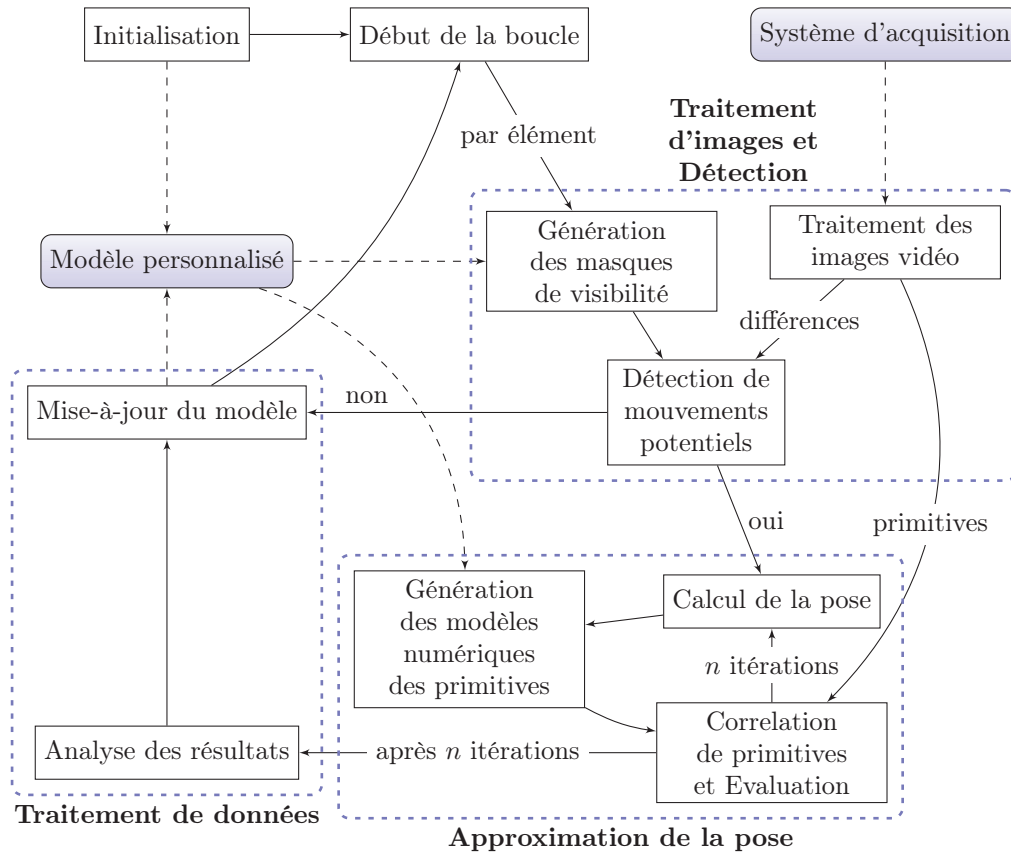 Initialisation
Début de la boucle
Système d'acquisition
par élément
Traitement
d'images et
Détection
Génération
des masques
de visibilité
Traitement des
images vidéo
Modèle personnalisé
différences
Détection de
mouvements
potentiels
non
Mise-à-jour du modèle
oui
primitives
Génération
des modèles
numériques
des primitives
Calcul de la pose
n itérations
Correlation
de primitives
et Evaluation
après n itérations
Analyse des résultats
Traitement de données
Approximation de la pose